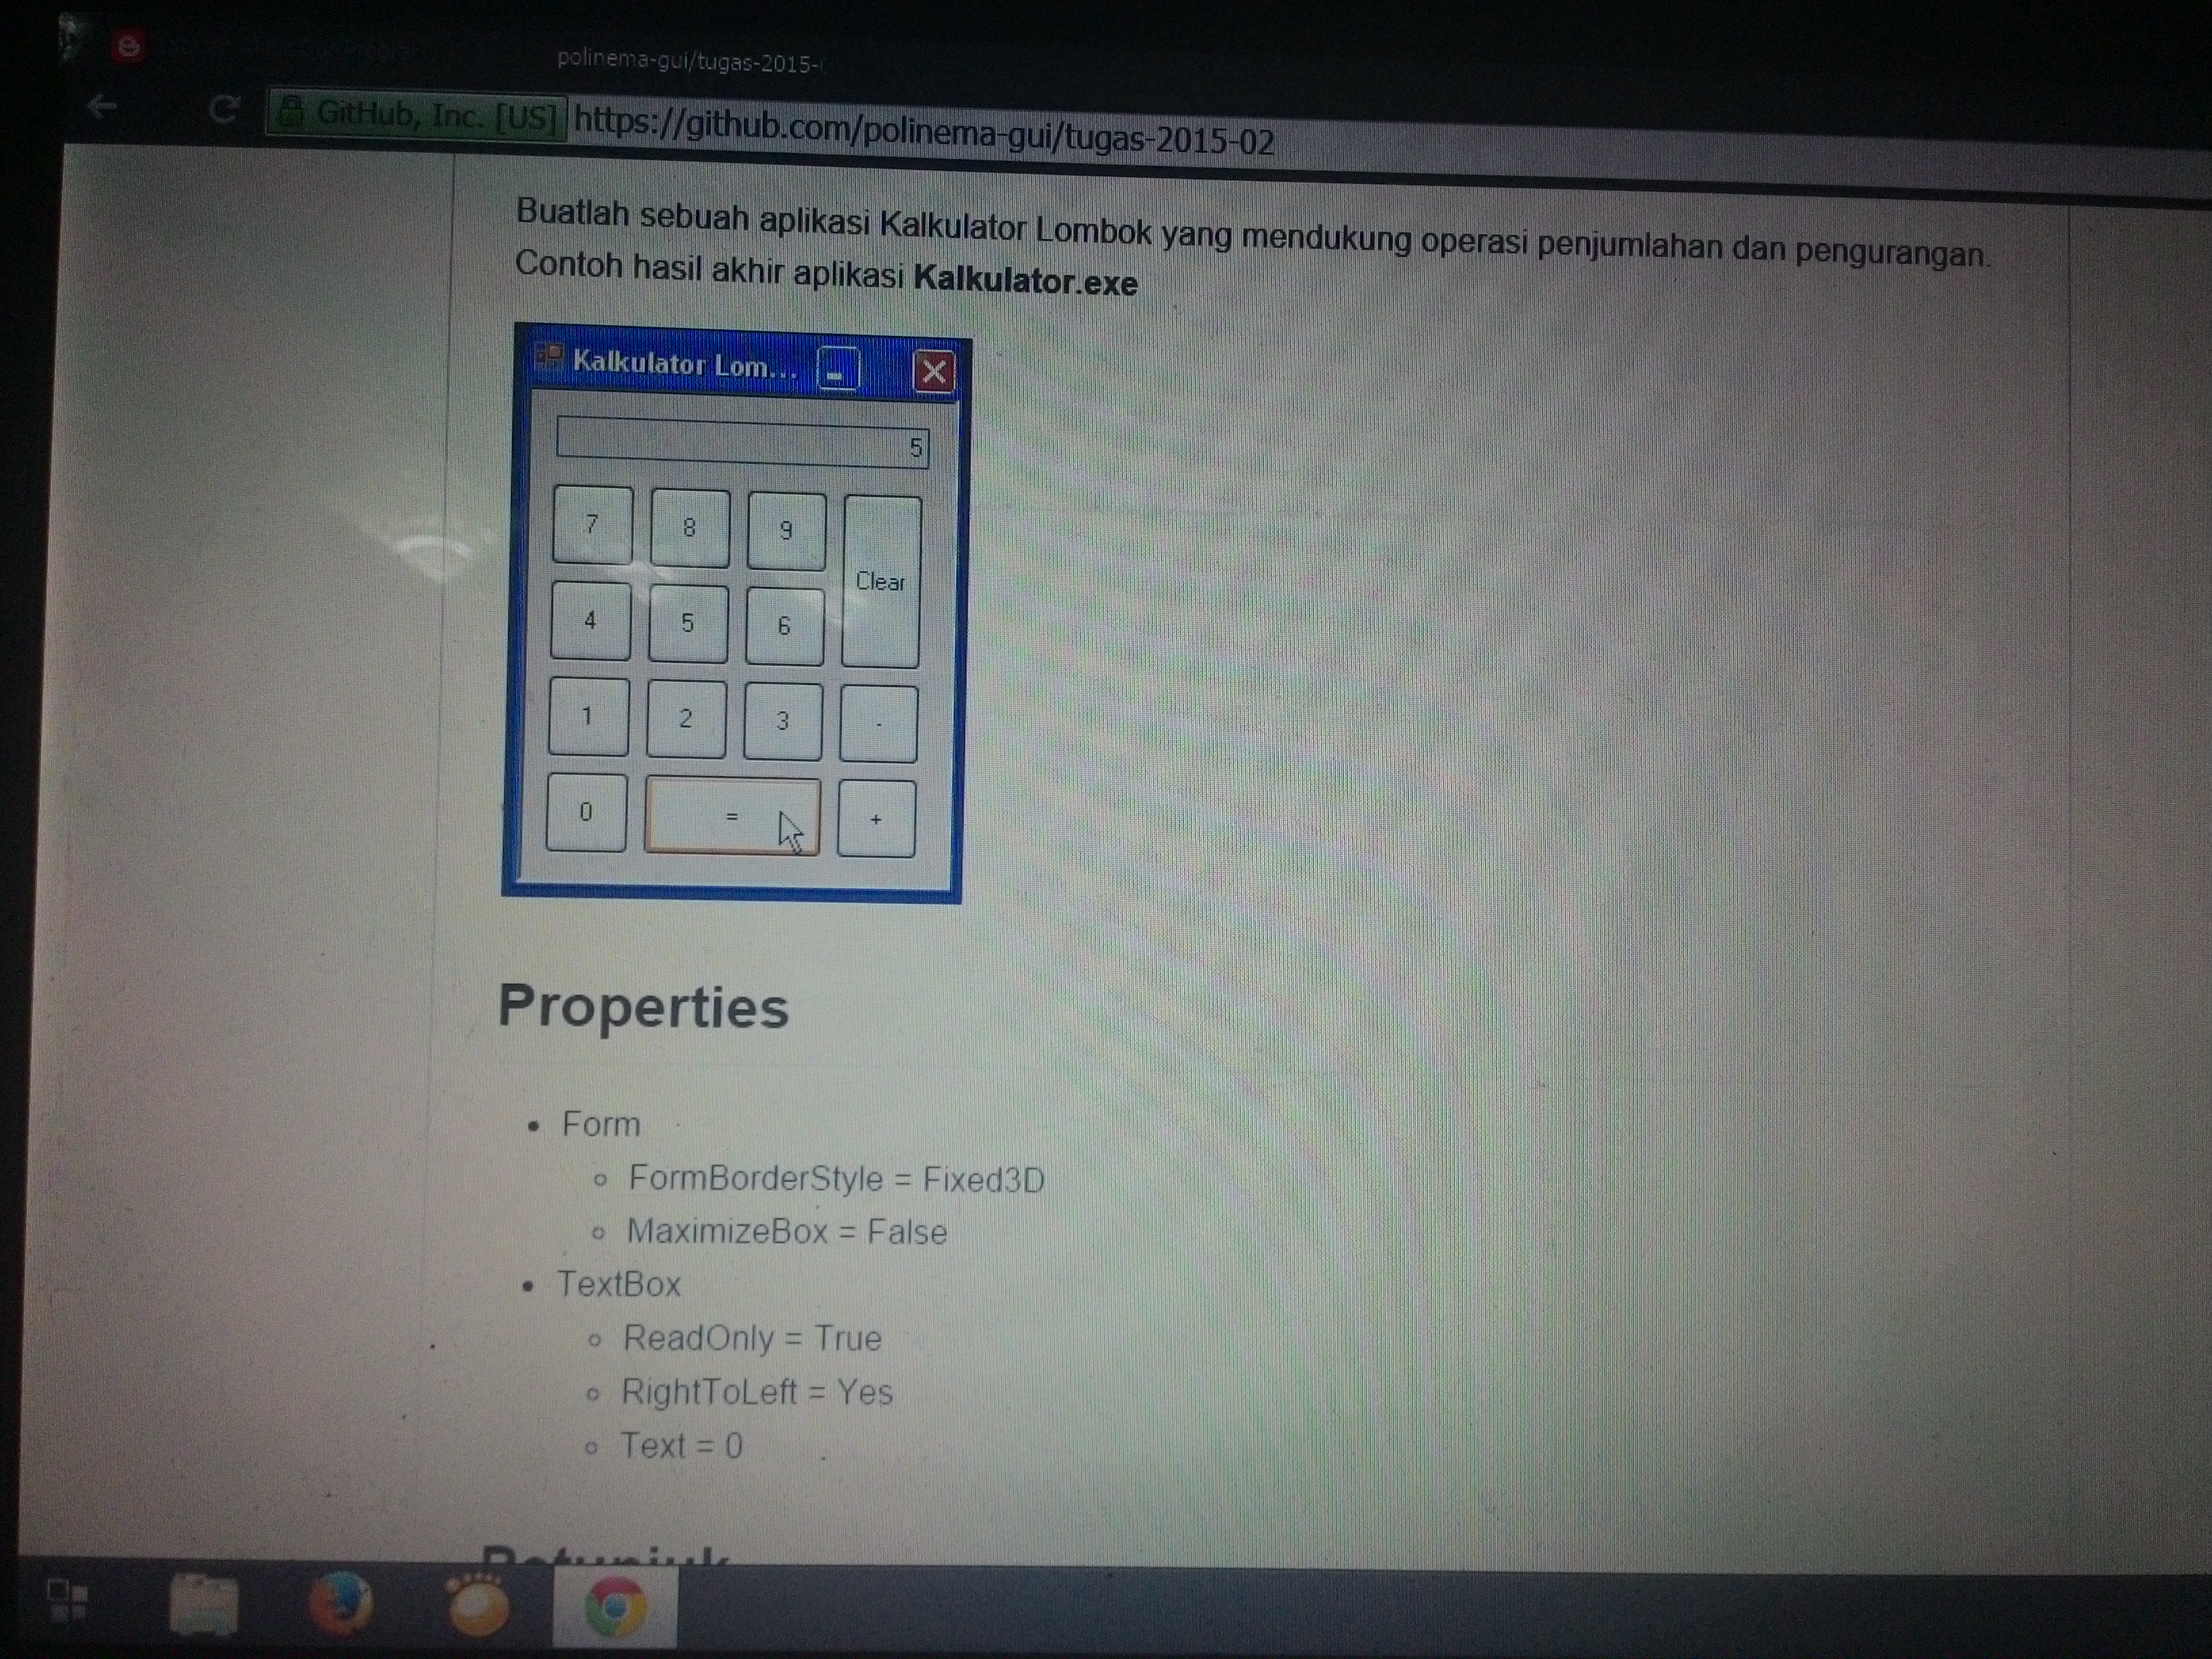 polinema-gui/tugas-2015-
GitHub, Inc. [US] https://github.com/polinema-gui/tugas-2015-02
Buatlah sebuah aplikasi Kalkulator Lombok yang mendukung operasi penjumlahan dan pengurangan.
Contoh hasil akhir aplikasi Kalkulator.exe
Kalkulator Lom...
5
7 8 9
Clear
4 5 6
1 2 3 -
0 = +
Properties
• Form
◦ FormBorderStyle = Fixed3D
◦ MaximizeBox = False
• TextBox
◦ ReadOnly = True
◦ RightToLeft = Yes
◦ Text = 0